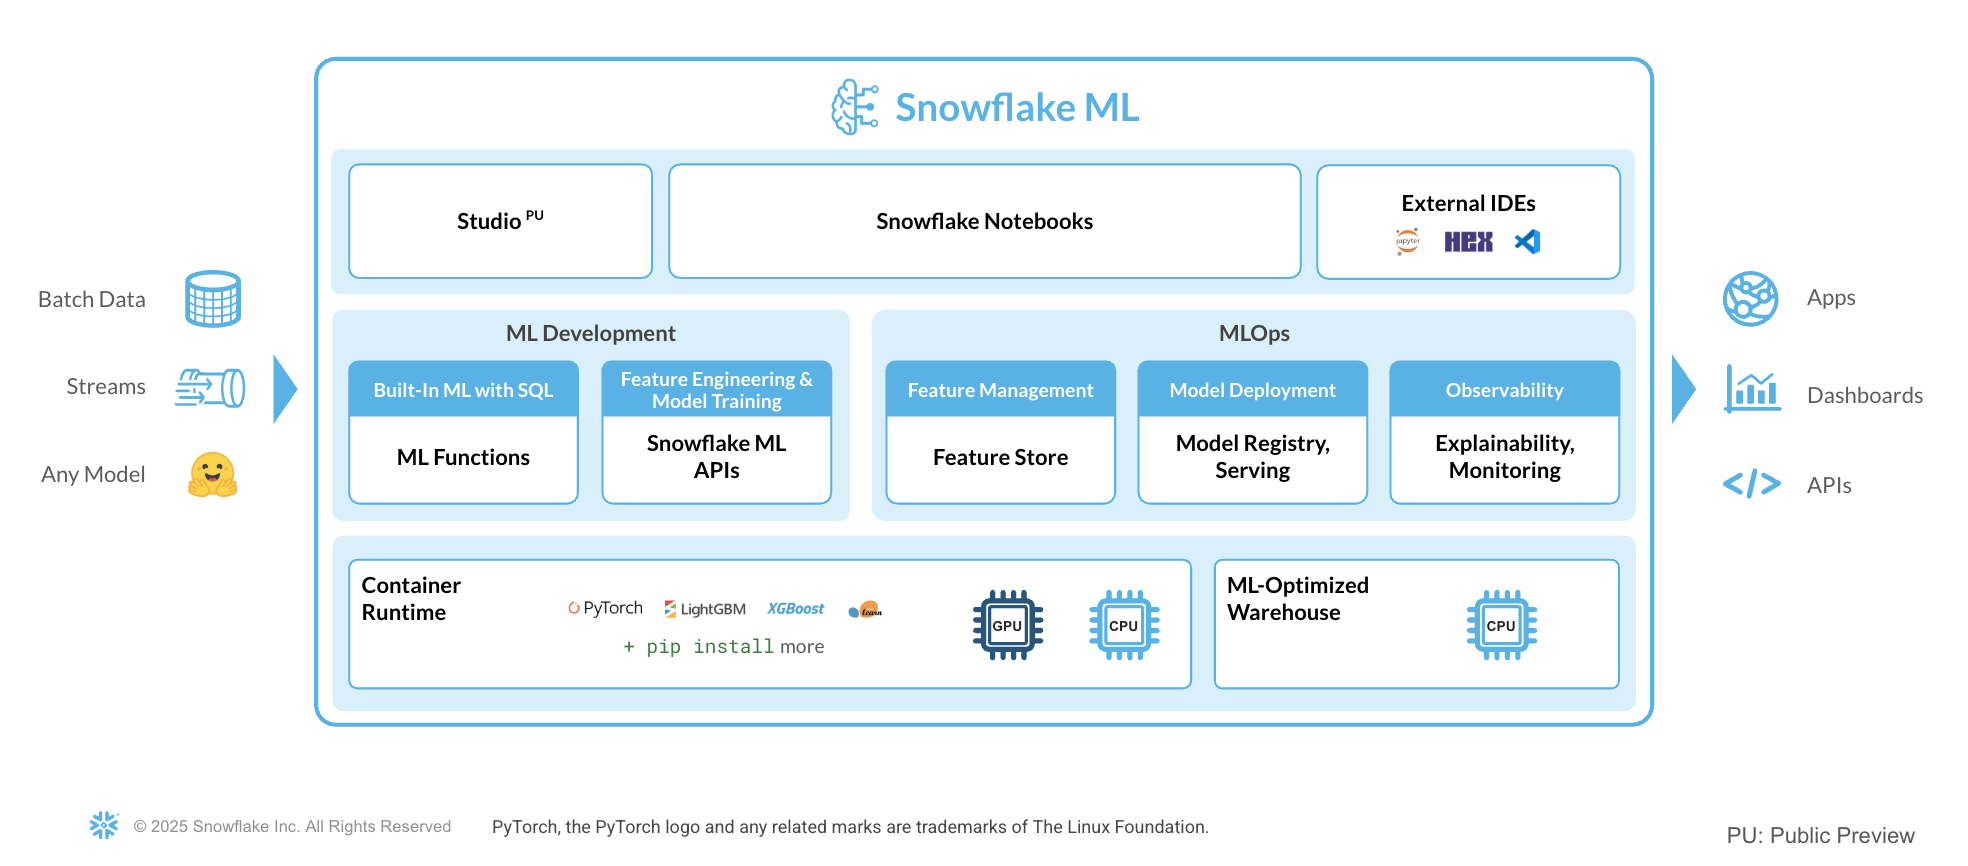 Snowflake ML
Studio PU
Snowflake Notebooks
External IDEs
jupyter
HEX
Batch Data
Streams
Any Model
ML Development
Built-In ML with SQL
ML Functions
Feature Engineering &
Model Training
Snowflake ML
APIs
MLOps
Feature Management
Feature Store
Model Deployment
Model Registry,
Serving
Observability
Explainability,
Monitoring
Container
Runtime
PyTorch
LightGBM
XGBoost
learn
+ pip install more
GPU
CPU
ML-Optimized
Warehouse
CPU
Apps
Dashboards
</>
APIs
© 2025 Snowflake Inc. All Rights Reserved
PyTorch, the PyTorch logo and any related marks are trademarks of The Linux Foundation.
PU: Public Preview